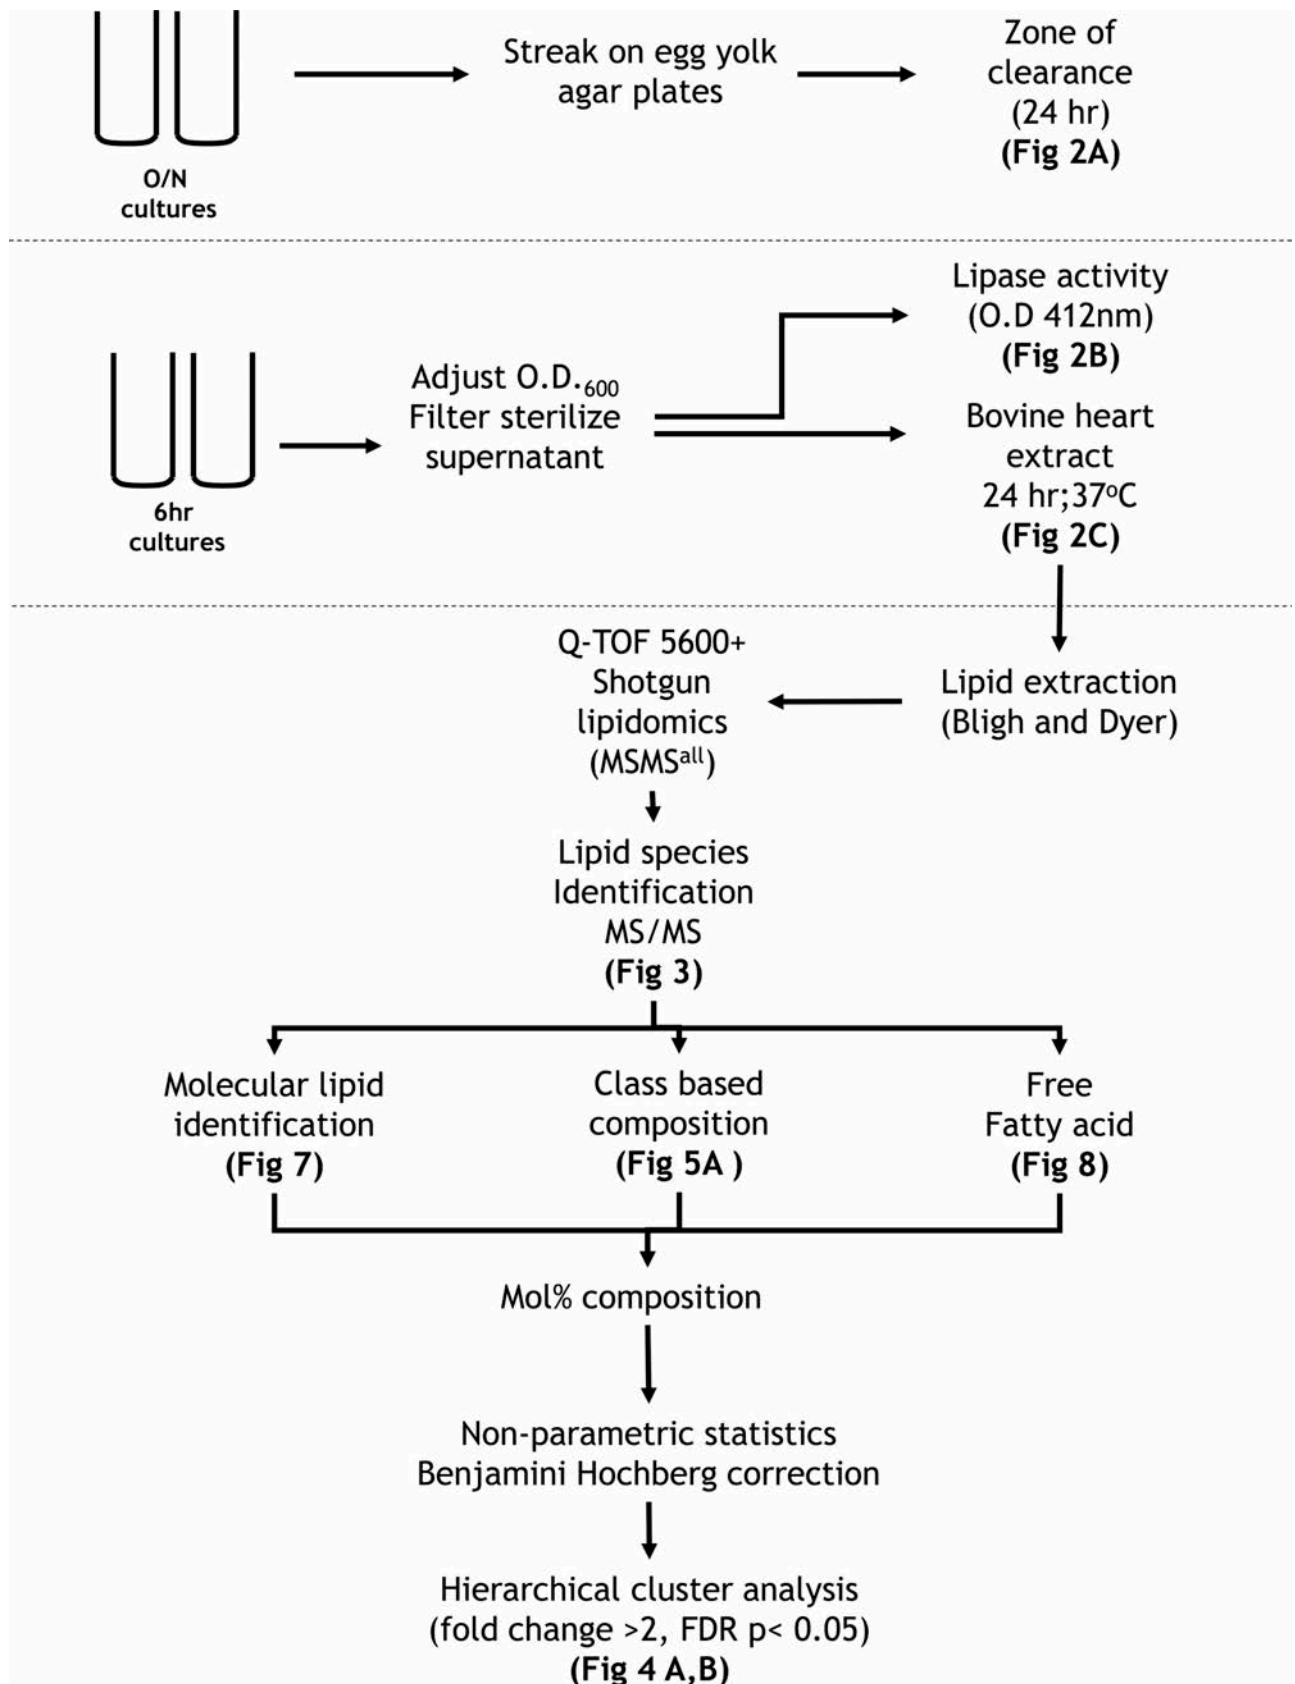 Streak on egg yolk
agar plates
Zone of
clearance
(24 hr)
(Fig 2A)
O/N
cultures
Lipase activity
(O.D 412nm)
(Fig 2B)
Adjust O.D.₆₀₀
Filter sterilize
supernatant
Bovine heart
extract
24 hr;37ºC
(Fig 2C)
6hr
cultures
Q-TOF 5600+
Shotgun
lipidomics
(MSMSᵃˡˡ)
Lipid extraction
(Bligh and Dyer)
Lipid species
Identification
MS/MS
(Fig 3)
Molecular lipid
identification
(Fig 7)
Class based
composition
(Fig 5A )
Free
Fatty acid
(Fig 8)
Mol% composition
Non-parametric statistics
Benjamini Hochberg correction
Hierarchical cluster analysis
(fold change >2, FDR p< 0.05)
(Fig 4 A,B)